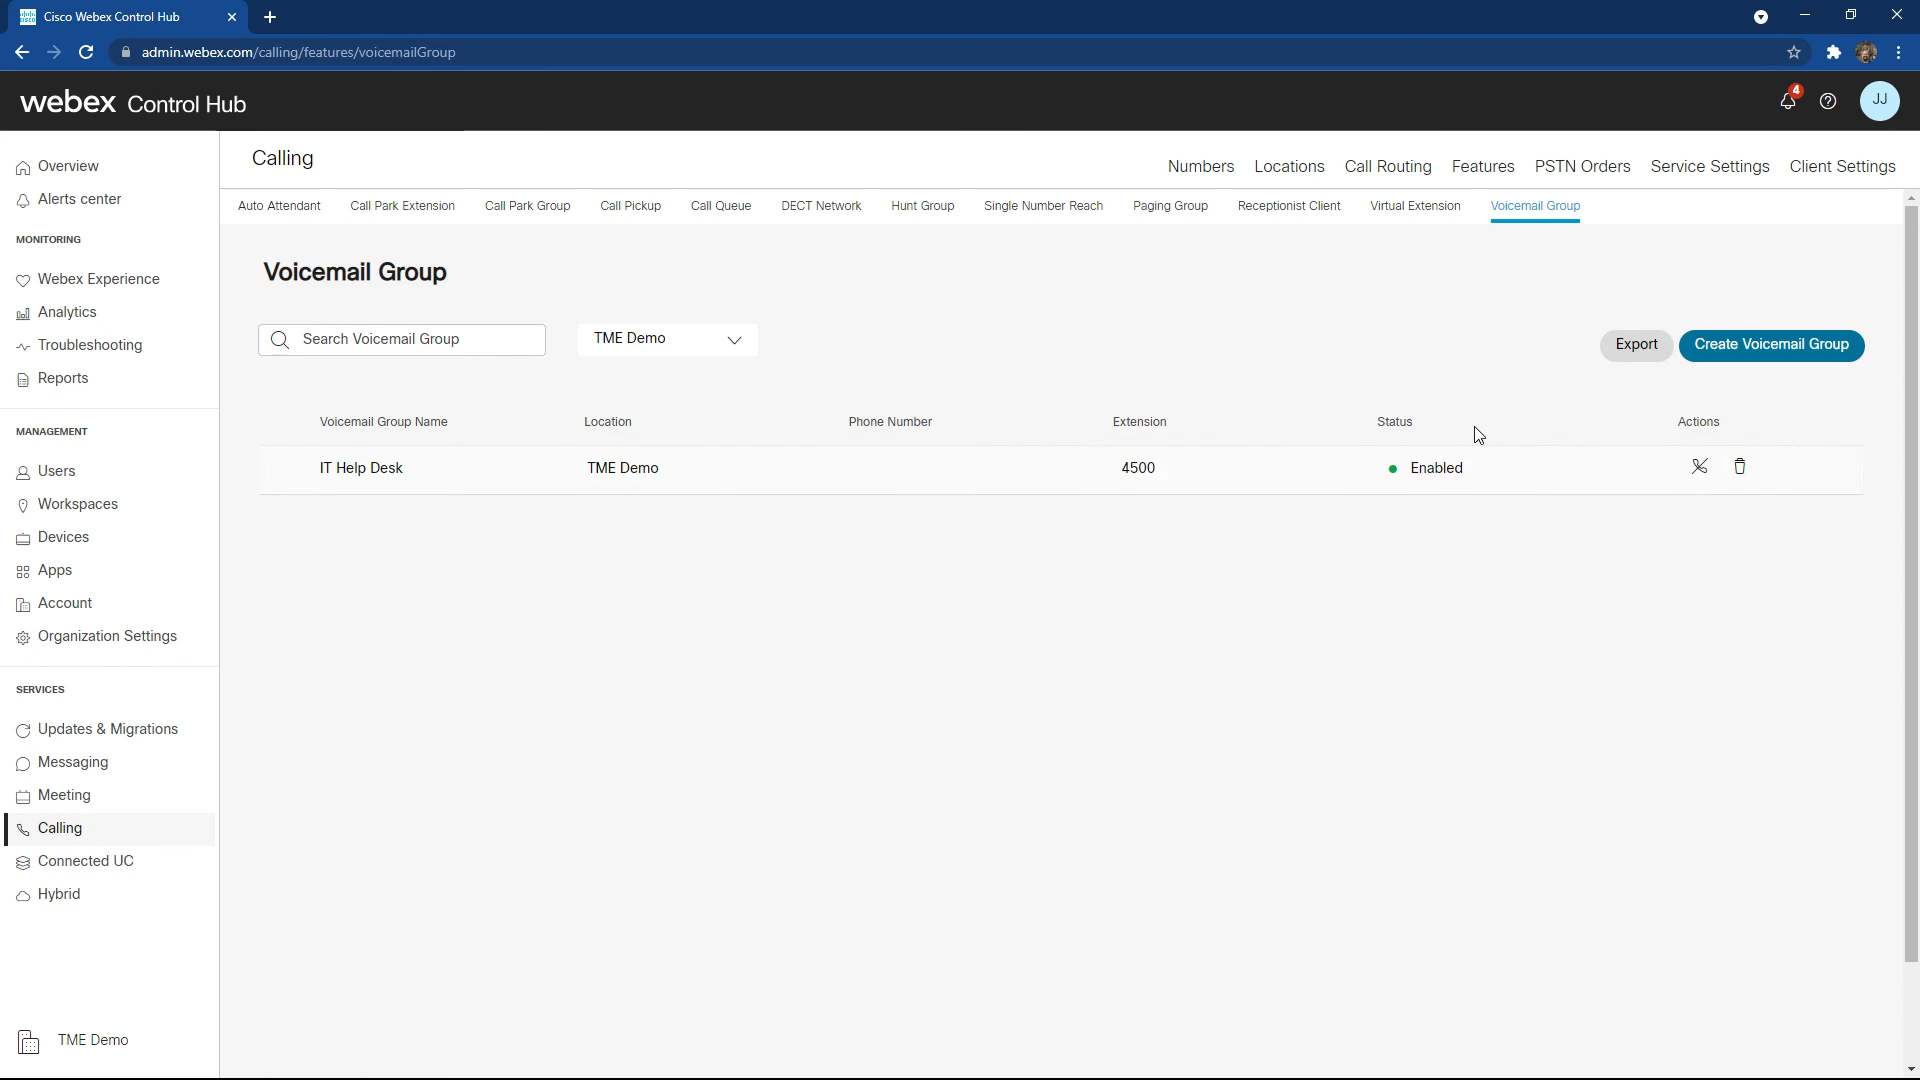 Cisco Webex Control Hub
admin.webex.com/calling/features/voicemailGroup
webex Control Hub
4
JJ
Overview
Alerts center
MONITORING
Webex Experience
Analytics
Troubleshooting
Reports
MANAGEMENT
Users
Workspaces
Devices
Apps
Account
Organization Settings
SERVICES
Updates & Migrations
Messaging
Meeting
Calling
Connected UC
Hybrid
TME Demo
Calling
Numbers Locations Call Routing Features PSTN Orders Service Settings Client Settings
Auto Attendant Call Park Extension Call Park Group Call Pickup Call Queue DECT Network Hunt Group Single Number Reach Paging Group Receptionist Client Virtual Extension Voicemail Group
Voicemail Group
Search Voicemail Group TME Demo Export Create Voicemail Group
Voicemail Group Name Location Phone Number Extension Status Actions
IT Help Desk TME Demo 4500 Enabled